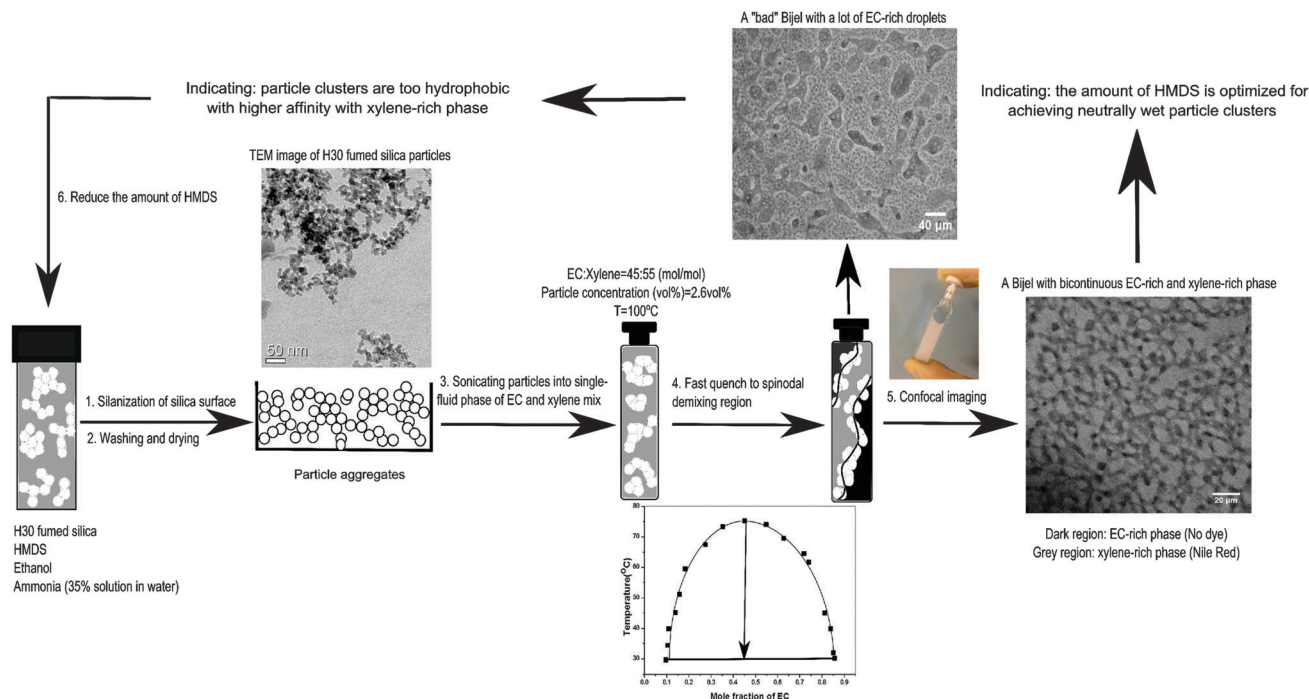 A "bad" Bijel with a lot of EC-rich droplets
40 µm
Indicating: particle clusters are too hydrophobic
with higher affinity with xylene-rich phase
Indicating: the amount of HMDS is optimized for
achieving neutrally wet particle clusters
6. Reduce the amount of HMDS
TEM image of H30 fumed silica particles
50 nm
EC:Xylene=45:55 (mol/mol)
Particle concentration (vol%)=2.6vol%
T=100ºC
A Bijel with bicontinuous EC-rich and xylene-rich phase
20 µm
1. Silanization of silica surface
2. Washing and drying
3. Sonicating particles into single-
fluid phase of EC and xylene mix
4. Fast quench to spinodal
demixing region
5. Confocal imaging
Particle aggregates
H30 fumed silica
HMDS
Ethanol
Ammonia (35% solution in water)
Dark region: EC-rich phase (No dye)
Grey region: xylene-rich phase (Nile Red)
Temperature(ºC)
80
70
60
50
40
30
0.0 0.1 0.2 0.3 0.4 0.5 0.6 0.7 0.8 0.9
Mole fraction of EC